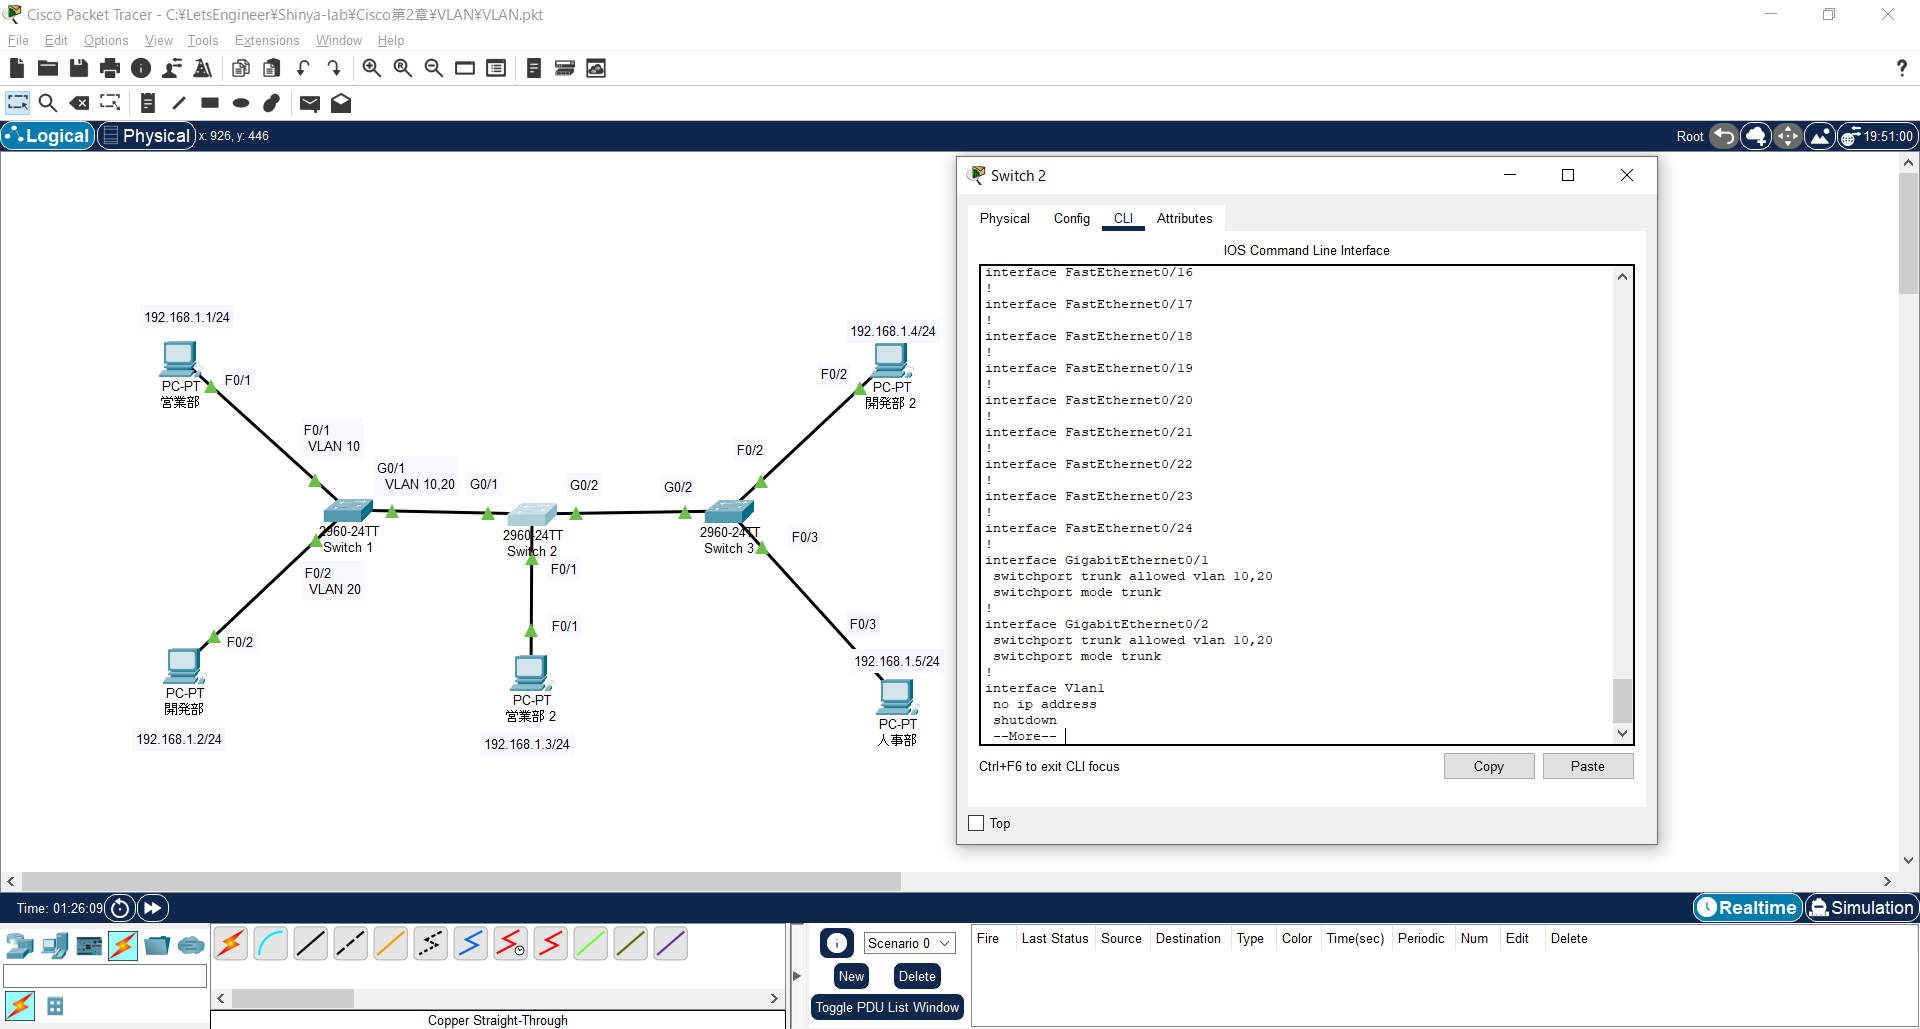 Cisco Packet Tracer - C:¥LetsEngineer¥Shinya-lab¥Cisco第2章¥VLAN¥VLAN.pkt
File Edit Options View Tools Extensions Window Help
?
Logical Physical x: 926, y: 446 Root 19:51:00
192.168.1.1/24
PC-PT
営業部
F0/1
F0/1
VLAN 10
G0/1
VLAN 10,20
G0/1
2960-24TT
Switch 1
F0/2
VLAN 20
F0/2
PC-PT
開発部
192.168.1.2/24
G0/2
2960-24TT
Switch 2
F0/1
F0/1
PC-PT
営業部 2
192.168.1.3/24
G0/2
2960-24TT
Switch 3
F0/2
F0/2
192.168.1.4/24
PC-PT
開発部 2
F0/3
F0/3
192.168.1.5/24
PC-PT
人事部
Switch 2
Physical Config CLI Attributes
IOS Command Line Interface
interface FastEthernet0/16
!
interface FastEthernet0/17
!
interface FastEthernet0/18
!
interface FastEthernet0/19
!
interface FastEthernet0/20
!
interface FastEthernet0/21
!
interface FastEthernet0/22
!
interface FastEthernet0/23
!
interface FastEthernet0/24
!
interface GigabitEthernet0/1
switchport trunk allowed vlan 10,20
switchport mode trunk
!
interface GigabitEthernet0/2
switchport trunk allowed vlan 10,20
switchport mode trunk
!
interface Vlan1
no ip address
shutdown
--More--
Ctrl+F6 to exit CLI focus
Copy Paste
Top
Time: 01:26:09
Realtime Simulation
Copper Straight-Through
Scenario 0
New Delete
Toggle PDU List Window
Fire Last Status Source Destination Type Color Time(sec) Periodic Num Edit Delete